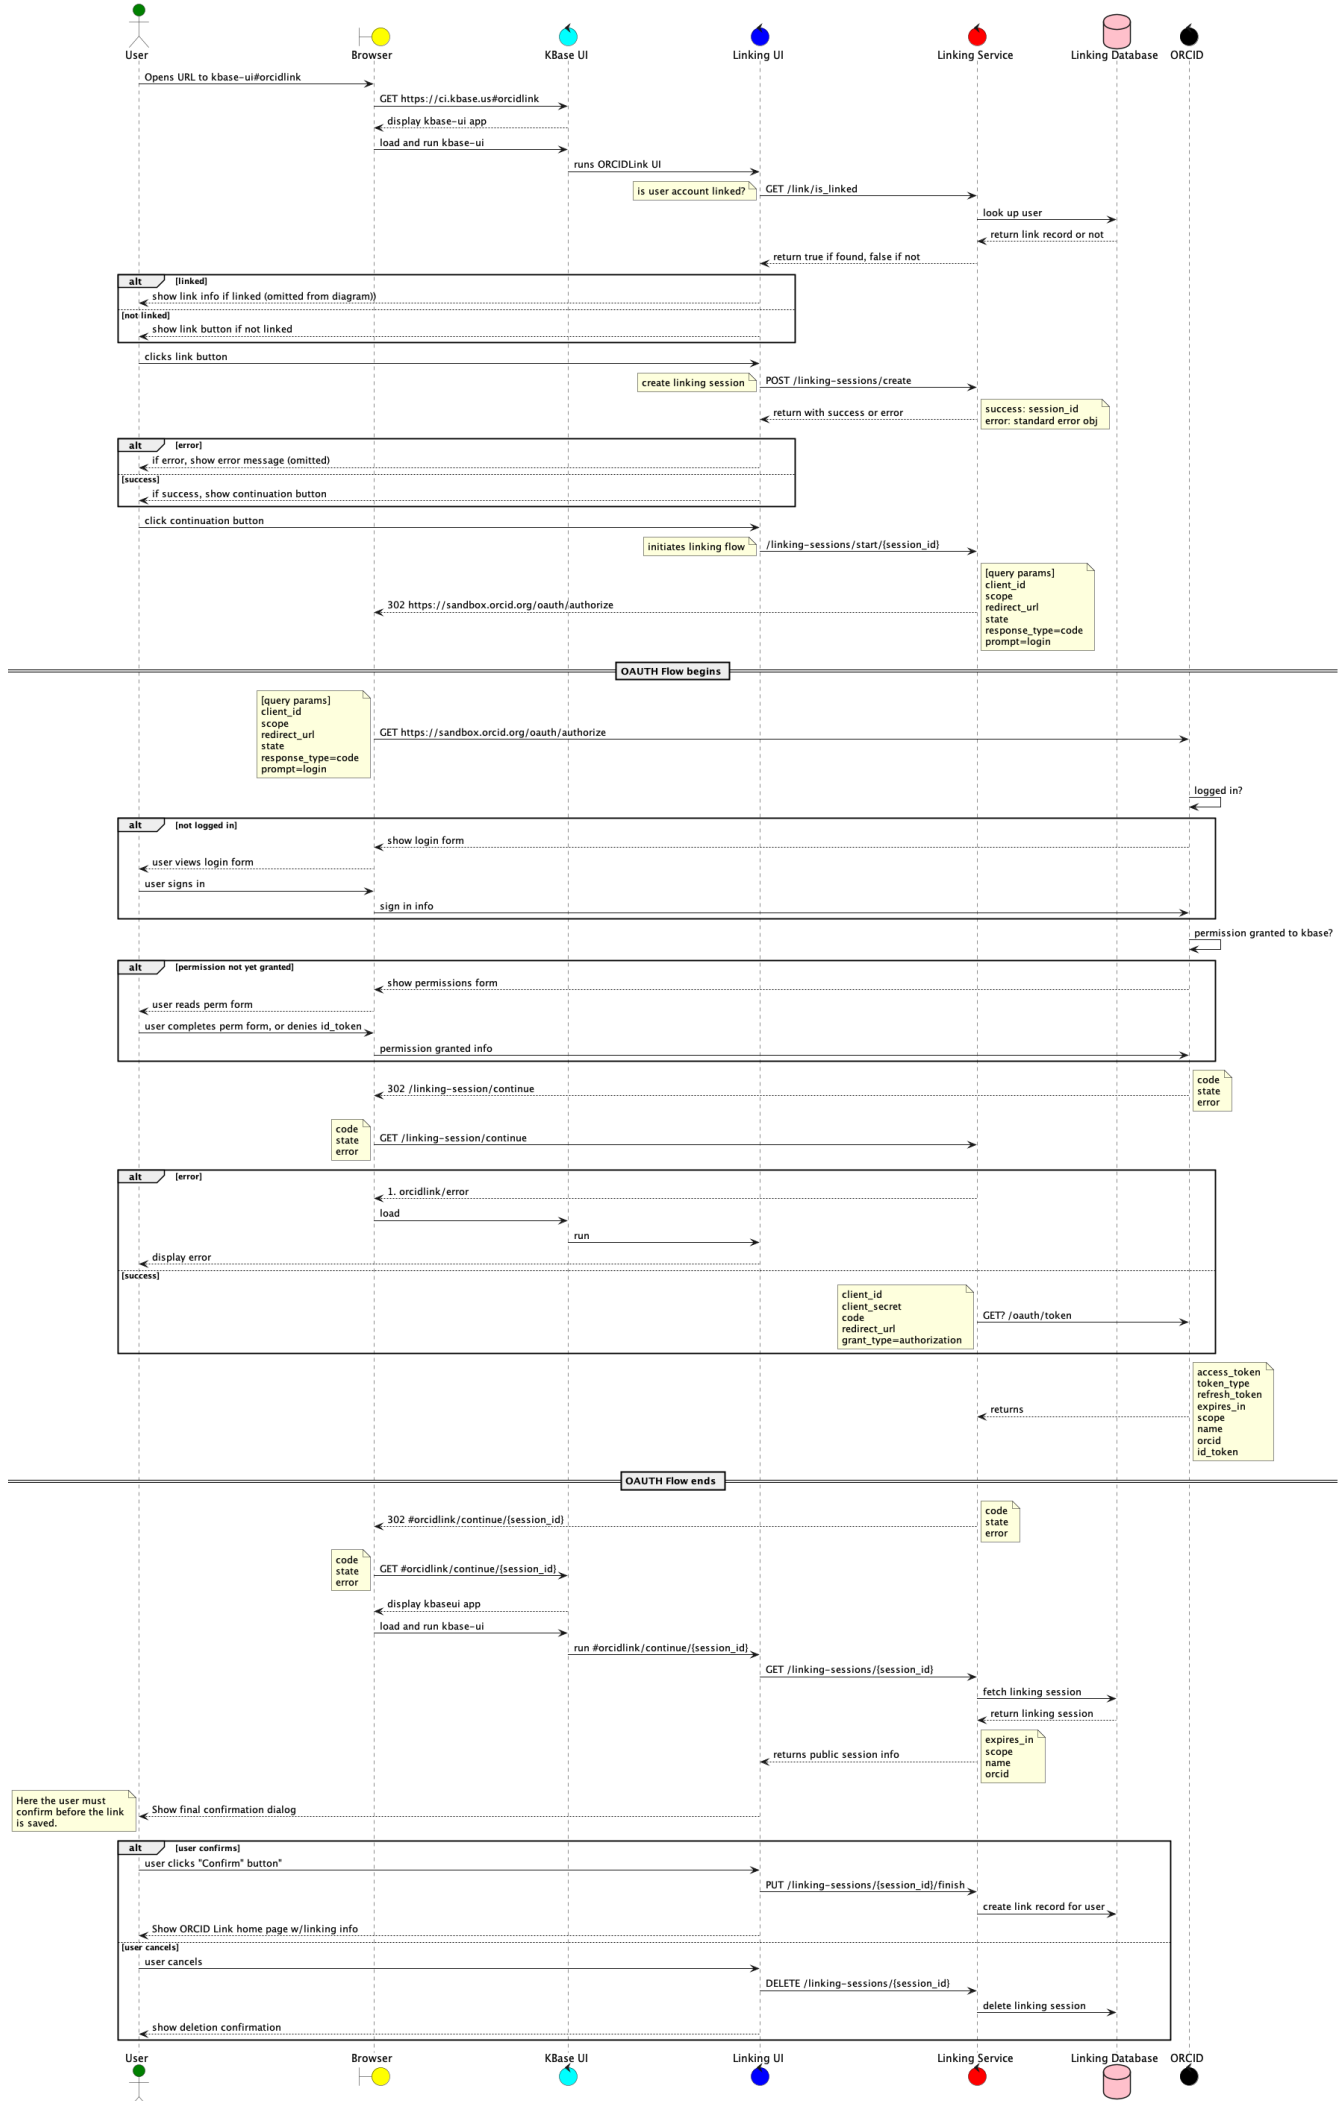 User
Browser
KBase UI
Linking UI
Linking Service
Linking Database
ORCID
Opens URL to kbase-ui#orcidlink
GET https://ci.kbase.us#orcidlink
display kbase-ui app
load and run kbase-ui
runs ORCIDLink UI
is user account linked?
GET /link/is_linked
look up user
return link record or not
return true if found, false if not
alt
[linked]
show link info if linked (omitted from diagram))
[not linked]
show link button if not linked
clicks link button
create linking session
POST /linking-sessions/create
return with success or error
success: session_id
error: standard error obj
alt
[error]
if error, show error message (omitted)
[success]
if success, show continuation button
click continuation button
initiates linking flow
/linking-sessions/start/{session_id}
302 https://sandbox.orcid.org/oauth/authorize
[query params]
client_id
scope
redirect_url
state
response_type=code
prompt=login
OAUTH Flow begins
[query params]
client_id
scope
redirect_url
state
response_type=code
prompt=login
GET https://sandbox.orcid.org/oauth/authorize
logged in?
alt
[not logged in]
show login form
user views login form
user signs in
sign in info
permission granted to kbase?
alt
[permission not yet granted]
show permissions form
user reads perm form
user completes perm form, or denies id_token
permission granted info
302 /linking-session/continue
code
state
error
code
state
error
GET /linking-session/continue
alt
[error]
1. orcidlink/error
load
run
display error
[success]
client_id
client_secret
code
redirect_url
grant_type=authorization
GET? /oauth/token
returns
access_token
token_type
refresh_token
expires_in
scope
name
orcid
id_token
OAUTH Flow ends
302 #orcidlink/continue/{session_id}
code
state
error
code
state
error
GET #orcidlink/continue/{session_id}
display kbaseui app
load and run kbase-ui
run #orcidlink/continue/{session_id}
GET /linking-sessions/{session_id}
fetch linking session
return linking session
returns public session info
expires_in
scope
name
orcid
Here the user must
confirm before the link
is saved.
Show final confirmation dialog
alt
[user confirms]
user clicks "Confirm" button"
PUT /linking-sessions/{session_id}/finish
create link record for user
Show ORCID Link home page w/linking info
[user cancels]
user cancels
DELETE /linking-sessions/{session_id}
delete linking session
show deletion confirmation
User
Browser
KBase UI
Linking UI
Linking Service
Linking Database
ORCID